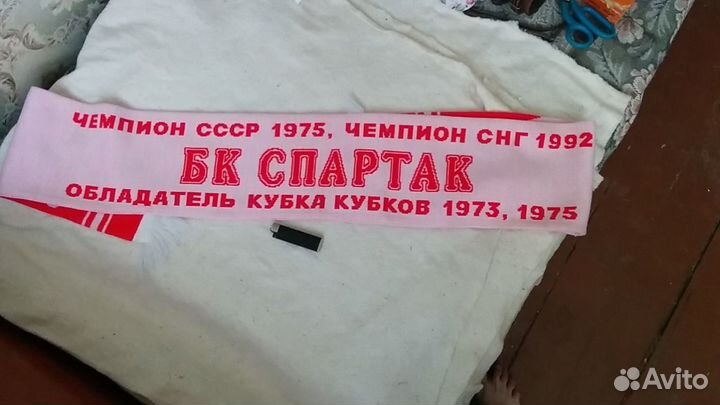 ЧЕМПИОН СССР 1975, ЧЕМПИОН СНГ 1992
БК СПАРТАК
ОБЛАДАТЕЛЬ КУБКА КУБКОВ 1973, 1975
Avito